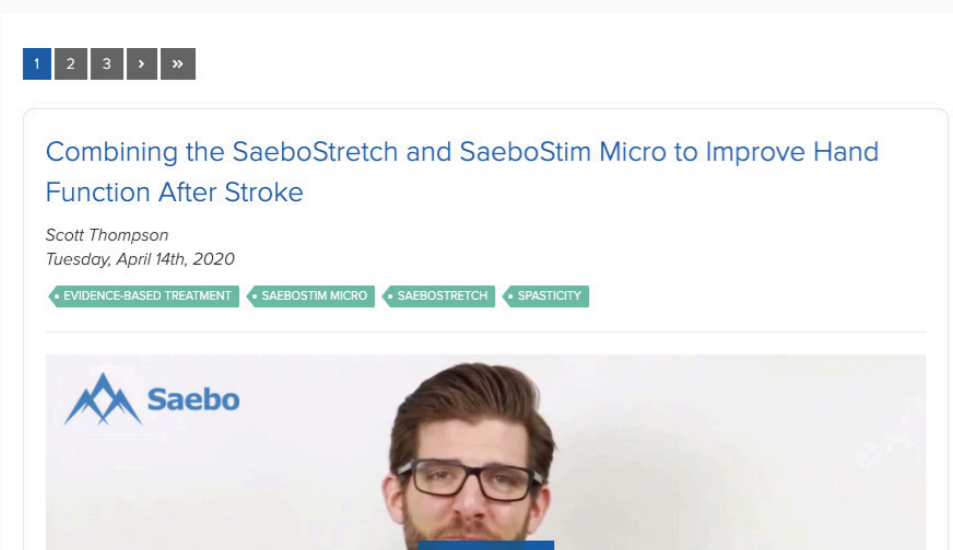 1 2 3 › »
Combining the SaeboStretch and SaeboStim Micro to Improve Hand
Function After Stroke
Scott Thompson
Tuesday, April 14th, 2020
EVIDENCE-BASED TREATMENT SAEBOSTIM MICRO SAEBOSTRETCH SPASTICITY
Saebo